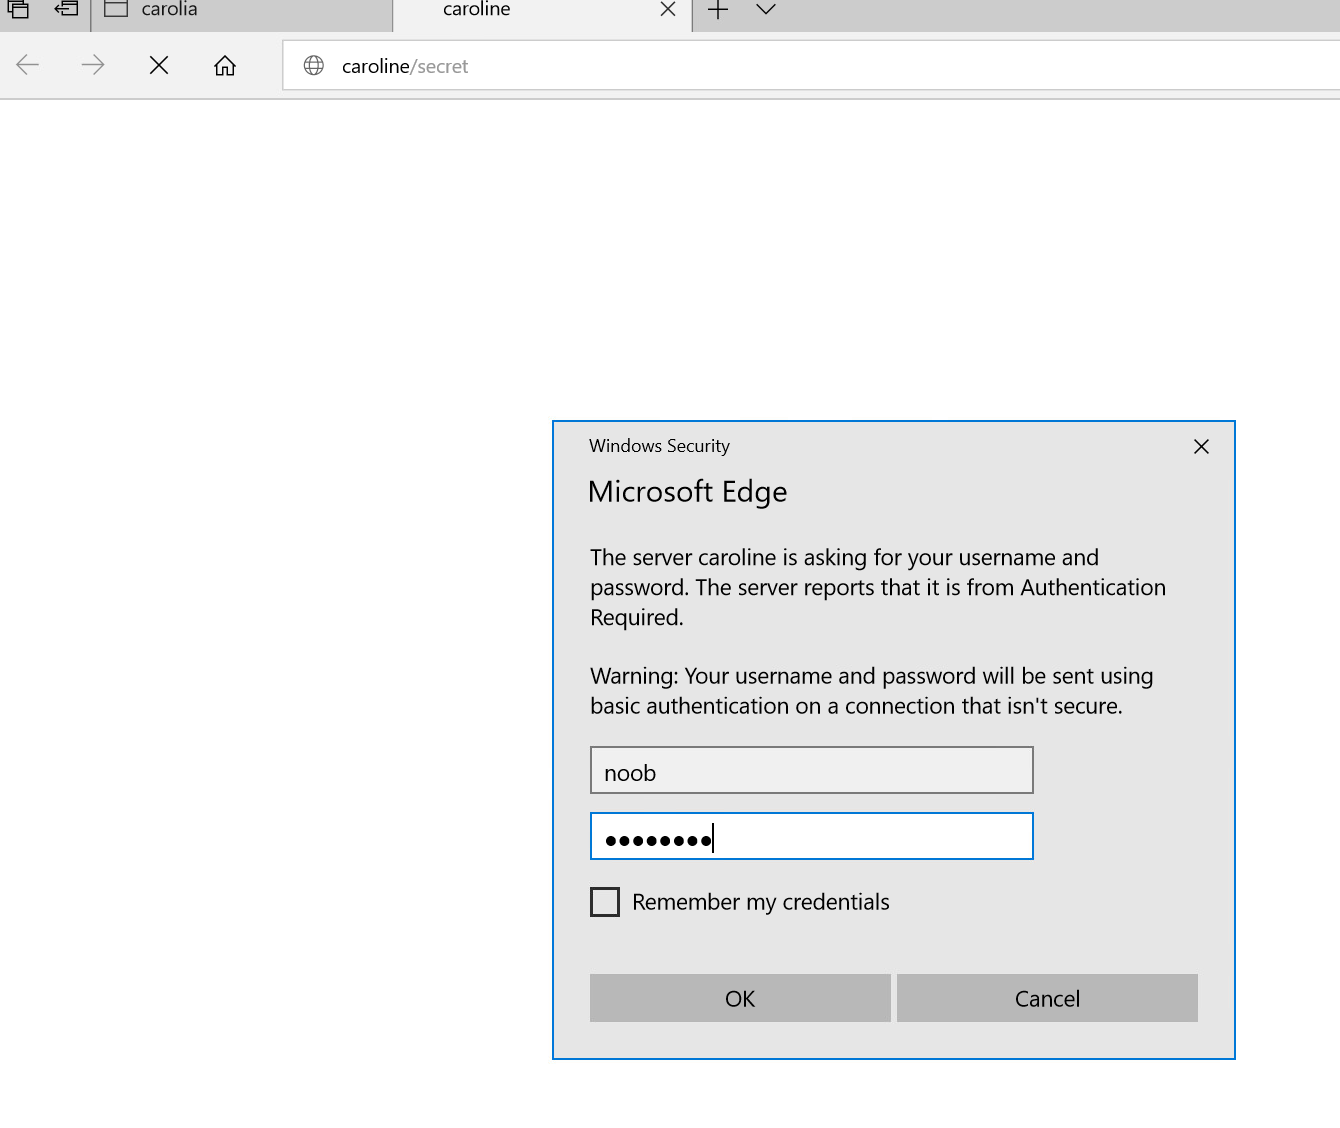 carolia
caroline
caroline/secret
Windows Security
Microsoft Edge
The server caroline is asking for your username and
password. The server reports that it is from Authentication
Required.
Warning: Your username and password will be sent using
basic authentication on a connection that isn't secure.
noob
••••••••
Remember my credentials
OK
Cancel